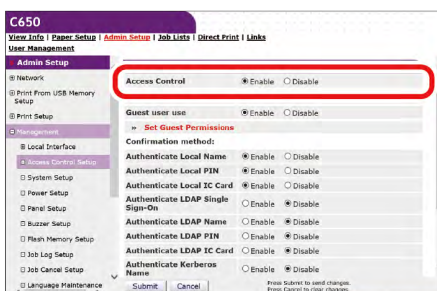 C650
View Info | Paper Setup | Admin Setup | Job Lists | Direct Print | Links
User Management
Admin Setup
Network
Print From USB Memory Setup
Print Setup
Management
Local Interface
Access Control Setup
System Setup
Power Setup
Panel Setup
Buzzer Setup
Flash Memory Setup
Job Log Setup
Job Cancel Setup
Language Maintenance
Access Control Enable Disable
Guest user use Enable Disable
» Set Guest Permissions
Confirmation method:
Authenticate Local Name Enable Disable
Authenticate Local PIN Enable Disable
Authenticate Local IC Card Enable Disable
Authenticate LDAP Single Sign-On Enable Disable
Authenticate LDAP Name Enable Disable
Authenticate LDAP PIN Enable Disable
Authenticate LDAP IC Card Enable Disable
Authenticate Kerberos Name Enable Disable
Submit Cancel
Press Submit to send changes.
Press Cancel to clear changes.